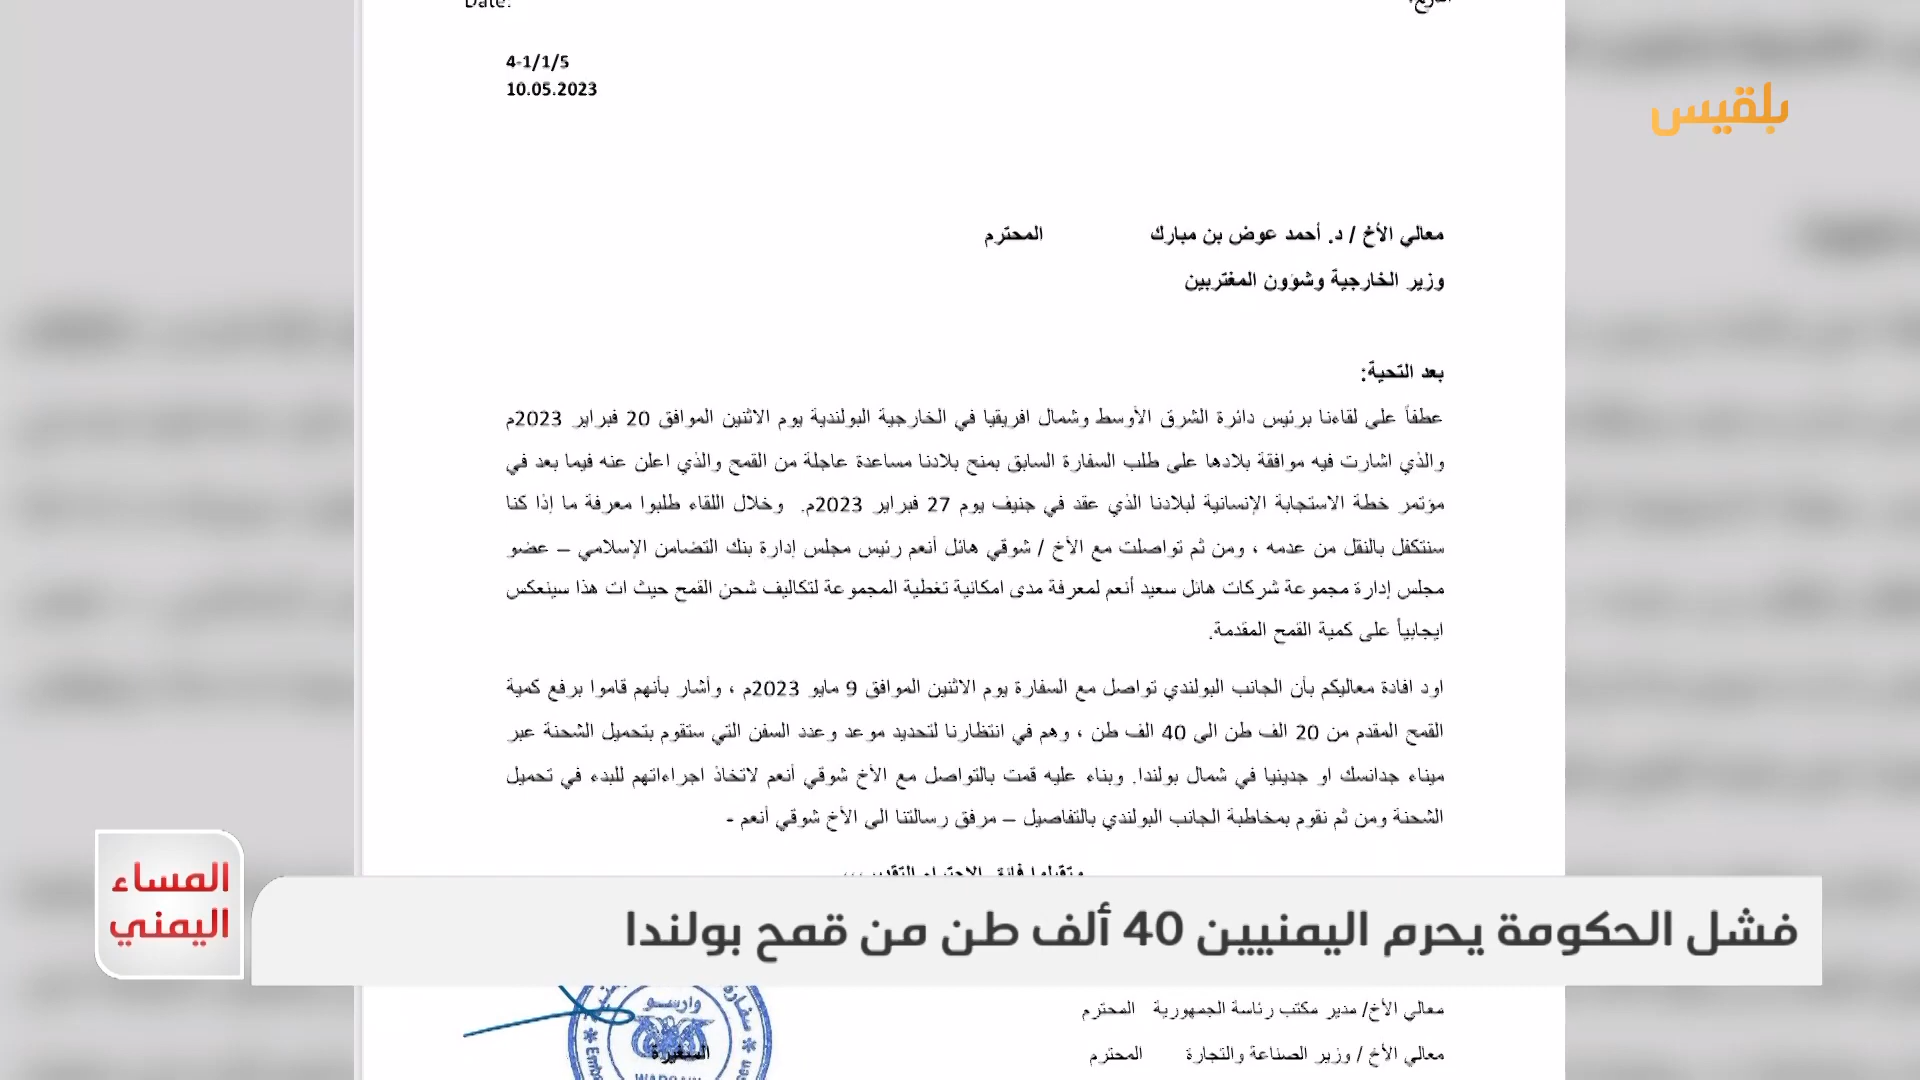 Date:
التاريخ:
4-1/1/5
10.05.2023
بلقيس
معالي الأخ / د. أحمد عوض بن مبارك المحترم
وزير الخارجية وشؤون المغتربين
بعد التحية:
عطفاً على لقاءنا برئيس دائرة الشرق الأوسط وشمال افريقيا في الخارجية البولندية يوم الاثنين الموافق 20 فبراير 2023م
والذي اشارت فيه موافقة بلادها على طلب السفارة السابق بمنح بلادنا مساعدة عاجلة من القمح والذي اعلن عنه فيما بعد في
مؤتمر خطة الاستجابة الإنسانية لبلادنا الذي عقد في جنيف يوم 27 فبراير 2023م. وخلال اللقاء طلبوا معرفة ما إذا كنا
سنتكفل بالنقل من عدمه ، ومن ثم تواصلت مع الأخ / شوقي هائل أنعم رئيس مجلس إدارة بنك التضامن الإسلامي – عضو
مجلس إدارة مجموعة شركات هائل سعيد أنعم لمعرفة مدى امكانية تغطية المجموعة لتكاليف شحن القمح حيث ات هذا سينعكس
ايجابياً على كمية القمح المقدمة.
اود افادة معاليكم بأن الجانب البولندي تواصل مع السفارة يوم الاثنين الموافق 9 مايو 2023م ، وأشار بأنهم قاموا برفع كمية
القمح المقدم من 20 الف طن الى 40 الف طن ، وهم في انتظارنا لتحديد موعد وعدد السفن التي ستقوم بتحميل الشحنة عبر
ميناء جدانسك او جدينيا في شمال بولندا. وبناء عليه قمت بالتواصل مع الأخ شوقي أنعم لاتخاذ اجراءاتهم للبدء في تحميل
الشحنة ومن ثم نقوم بمخاطبة الجانب البولندي بالتفاصيل – مرفق رسالتنا الى الأخ شوقي أنعم -
المساء
اليمني
فشل الحكومة يحرم اليمنيين 40 ألف طن من قمح بولندا
معالي الأخ/ مدير مكتب رئاسة الجمهورية المحترم
معالي الأخ / وزير الصناعة والتجارة المحترم
وارسو
السفيرة